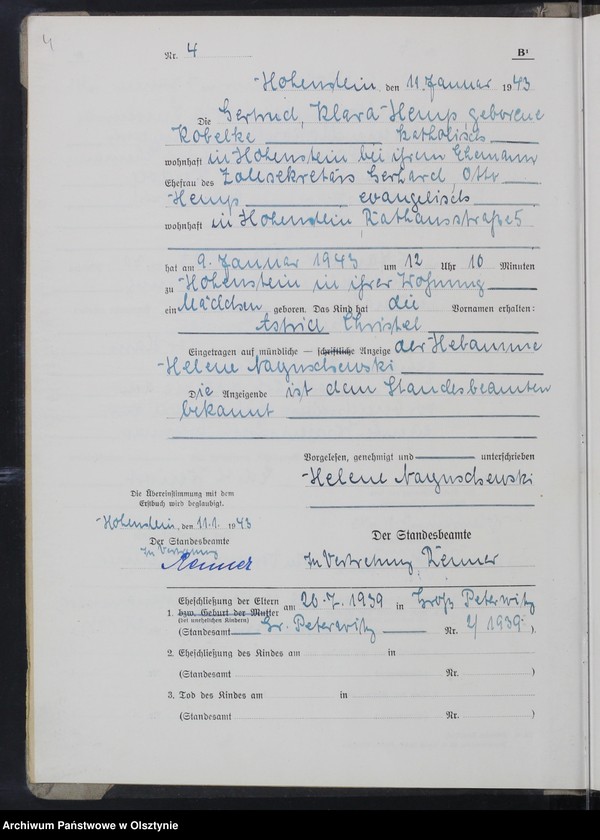 4
Nr. 4 B¹
Hohenstein, den 11. Januar 1943
Die Gertrud, Klara Hemp geborene
Kobelke katholisch
wohnhaft in Hohenstein bei ihrem Ehemann
Ehefrau des Zollsekretärs Gerhard, Otto
Hemp evangelisch
wohnhaft in Hohenstein, Rathausstraße 5
hat am 9. Januar 1943 um 12 Uhr 10 Minuten
zu Hohenstein in ihrer Wohnung
ein Mädchen geboren. Das Kind hat die Vornamen erhalten:
Astrid Christel
Eingetragen auf mündliche — schriftliche Anzeige der Hebamme
Helene
Die Anzeigende ist dem Standesbeamten
bekannt
Vorgelesen, genehmigt und unterschrieben
Helene
Die Übereinstimmung mit dem
Erstbuch wird beglaubigt.
Hohenstein, den 11.1. 1943
Der Standesbeamte
In Vertretung
Renner
Der Standesbeamte
In Vertretung, Renner
1. Eheschließung der Eltern
bzw. Geburt der Mutter am 20.7.1939 in Groß Peterwitz
(bei unehelichen Kindern)
(Standesamt Gr. Peterwitz Nr. /1939 ).
2. Eheschließung des Kindes am in
(Standesamt Nr. )
3. Tod des Kindes am in
(Standesamt Nr. )
Archiwum Państwowe w Olsztynie